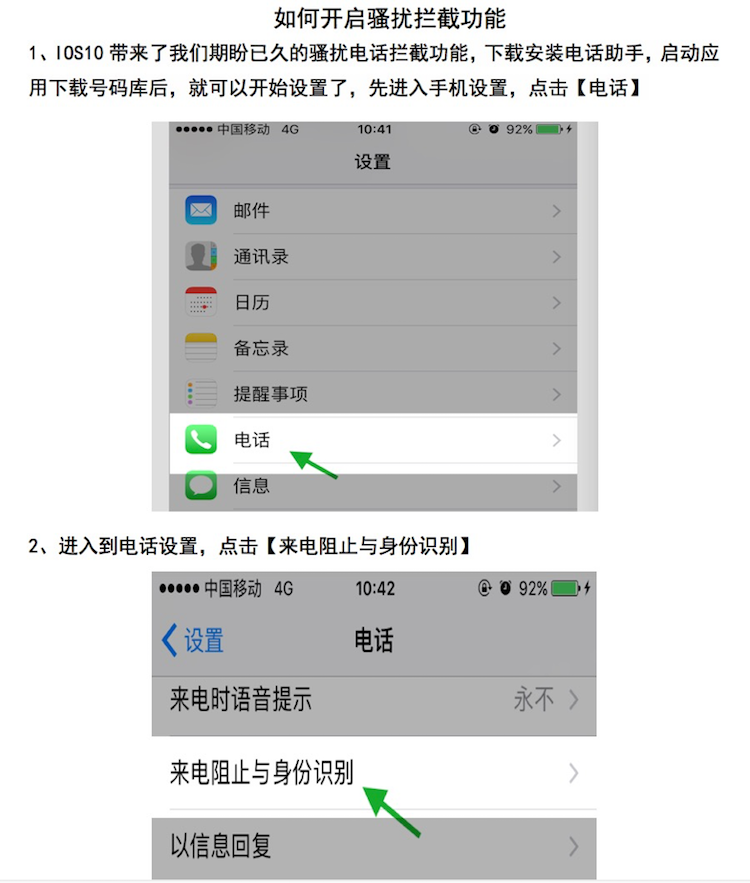 如何开启骚扰拦截功能
1、IOS10带来了我们期盼已久的骚扰电话拦截功能，下载安装电话助手，启动应
用下载号码库后，就可以开始设置了，先进入手机设置，点击【电话】
中国移动 4G 10:41 92%
设置
邮件
通讯录
日历
备忘录
提醒事项
电话
信息
2、进入到电话设置，点击【来电阻止与身份识别】
中国移动 4G 10:42 92%
设置 电话
来电时语音提示 永不
来电阻止与身份识别
以信息回复